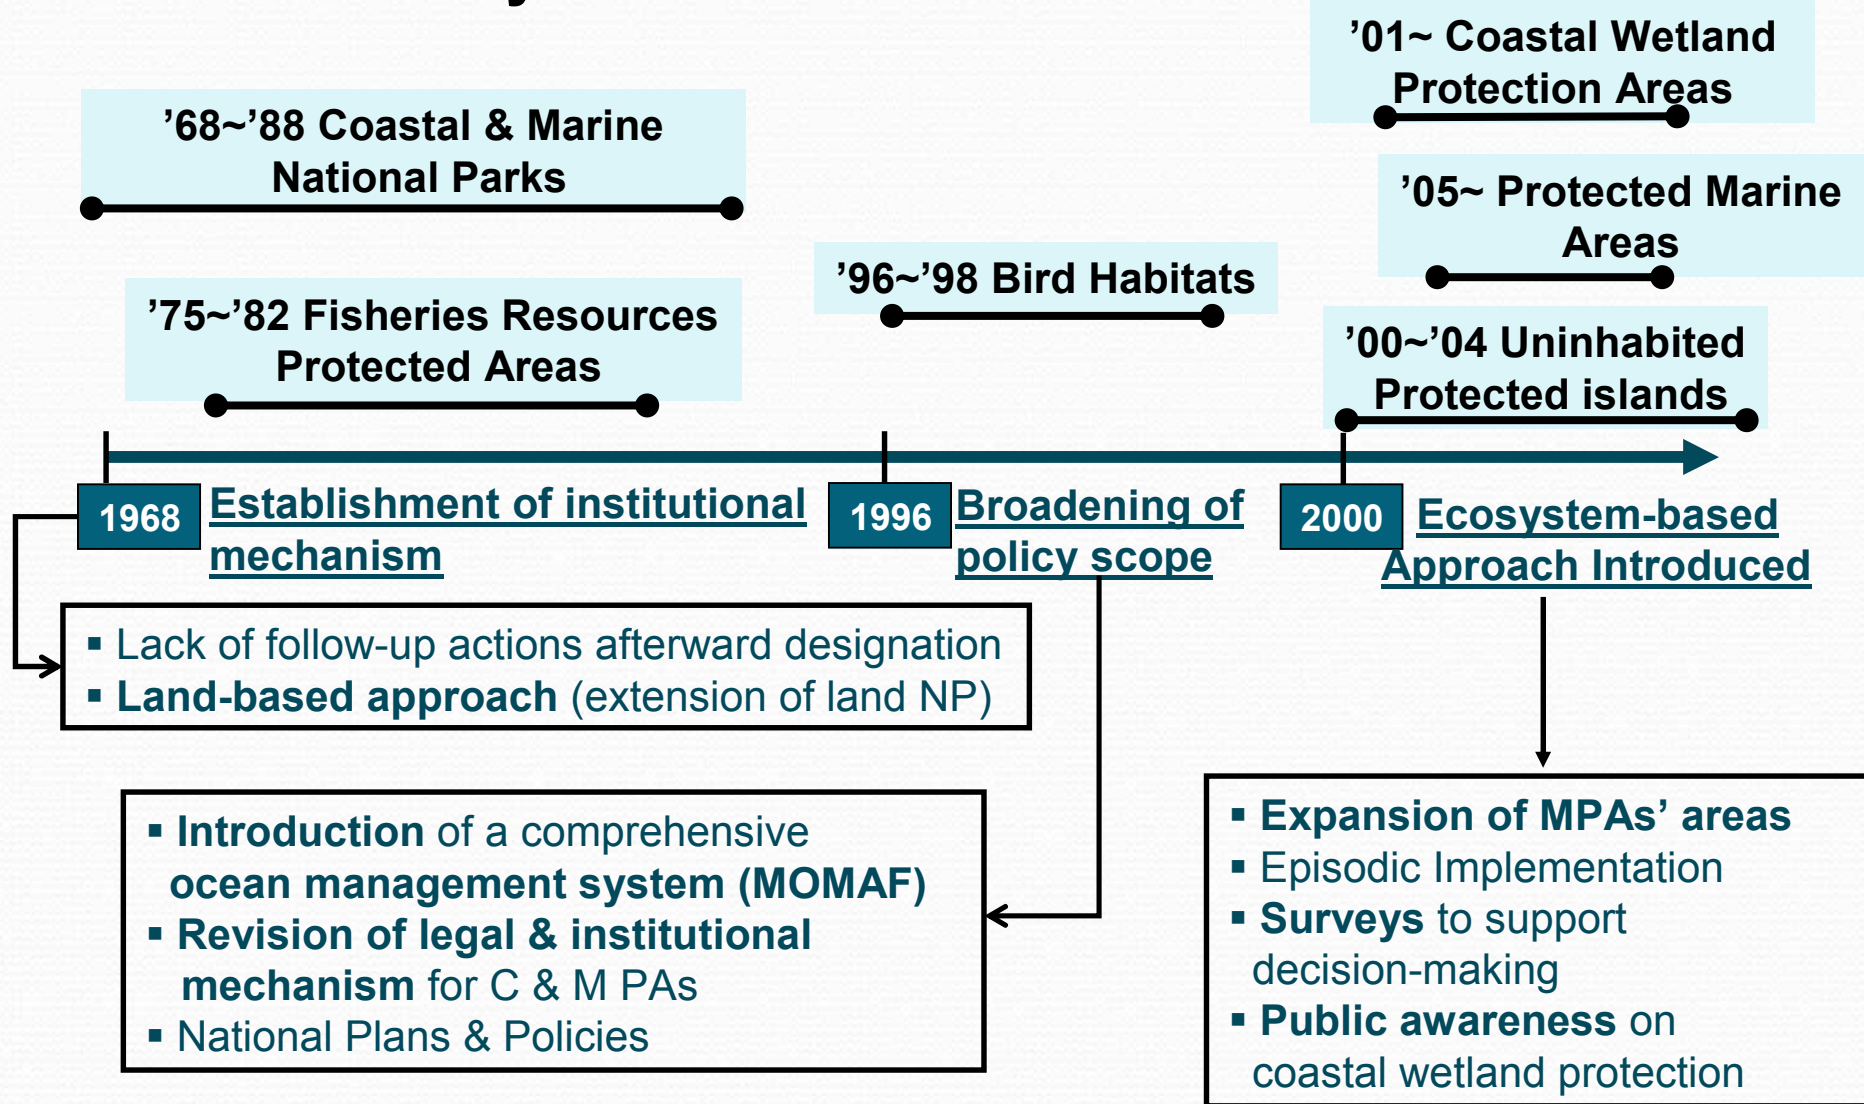 ’68~’88 Coastal & Marine
National Parks
’75~’82 Fisheries Resources
Protected Areas
’96~’98 Bird Habitats
’01~ Coastal Wetland
Protection Areas
’05~ Protected Marine
Areas
’00~’04 Uninhabited
Protected islands
1968
Establishment of institutional
mechanism
1996
Broadening of
policy scope
2000
Ecosystem-based
Approach Introduced
▪ Lack of follow-up actions afterward designation
▪ Land-based approach (extension of land NP)
▪ Introduction of a comprehensive
ocean management system (MOMAF)
▪ Revision of legal & institutional
mechanism for C & M PAs
▪ National Plans & Policies
▪ Expansion of MPAs’ areas
▪ Episodic Implementation
▪ Surveys to support
decision-making
▪ Public awareness on
coastal wetland protection